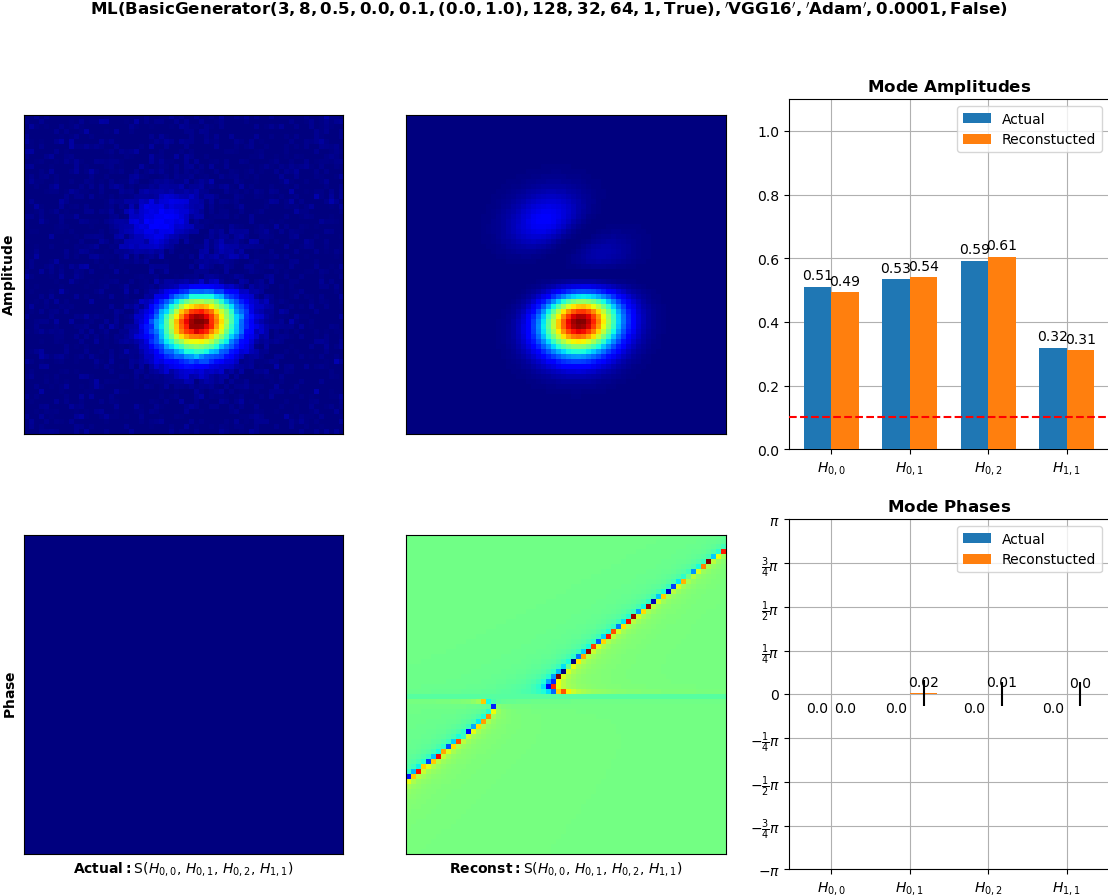 ML(BasicGenerator(3, 8, 0.5, 0.0, 0.1, (0.0, 1.0), 128, 32, 64, 1, True), ′VGG16′, ′Adam′, 0.0001, False)
Mode Amplitudes
Amplitude
Actual
Reconstucted
1.0
0.8
0.6
0.4
0.2
0.0
0.51
0.49
0.53
0.54
0.59
0.61
0.32
0.31
H0,0 H0,1 H0,2 H1,1
Mode Phases
Phase
Actual
Reconstucted
π
3/4 π
1/2 π
1/4 π
0
−1/4 π
−1/2 π
−3/4 π
−π
0.0 0.0
0.0 0.02
0.0 0.01
0.0 0.0
H0,0 H0,1 H0,2 H1,1
Actual: S(H0,0, H0,1, H0,2, H1,1)
Reconst: S(H0,0, H0,1, H0,2, H1,1)